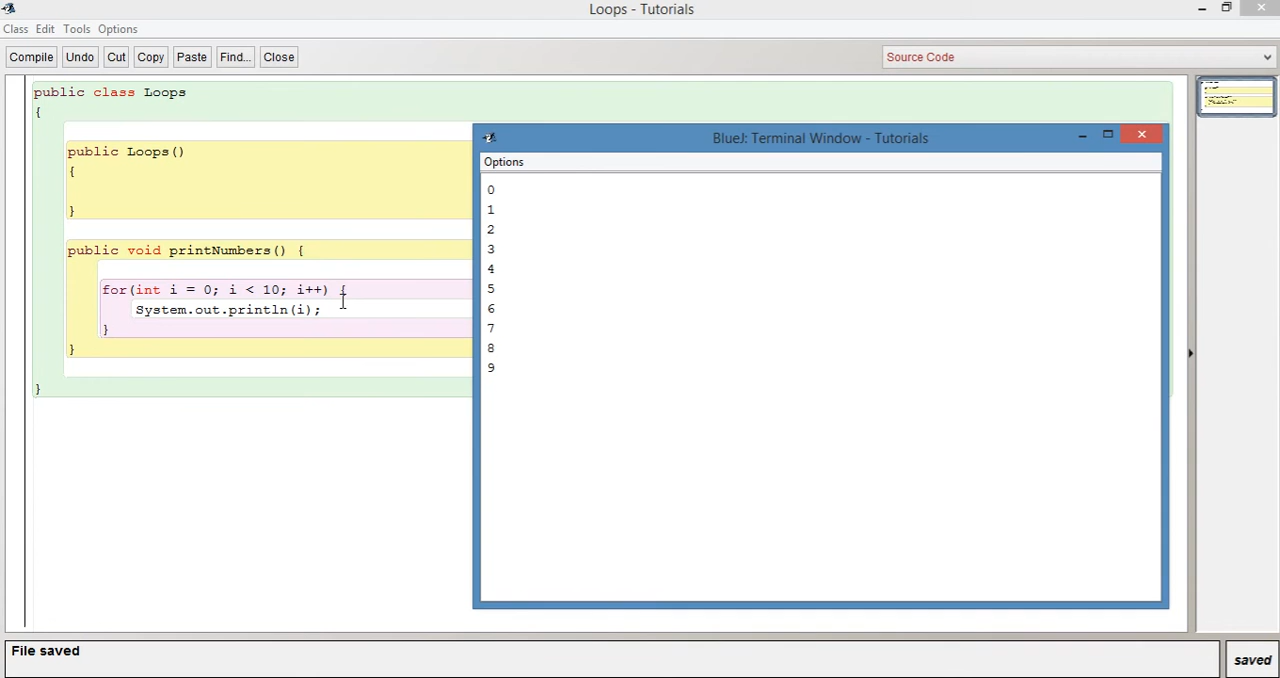 Loops - Tutorials
Class Edit Tools Options
Compile Undo Cut Copy Paste Find... Close Source Code
public class Loops
{
public Loops()
{
}
public void printNumbers() {
for(int i = 0; i < 10; i++) {
System.out.println(i);
}
}
}
BlueJ: Terminal Window - Tutorials
Options
0
1
2
3
4
5
6
7
8
9
File saved
saved